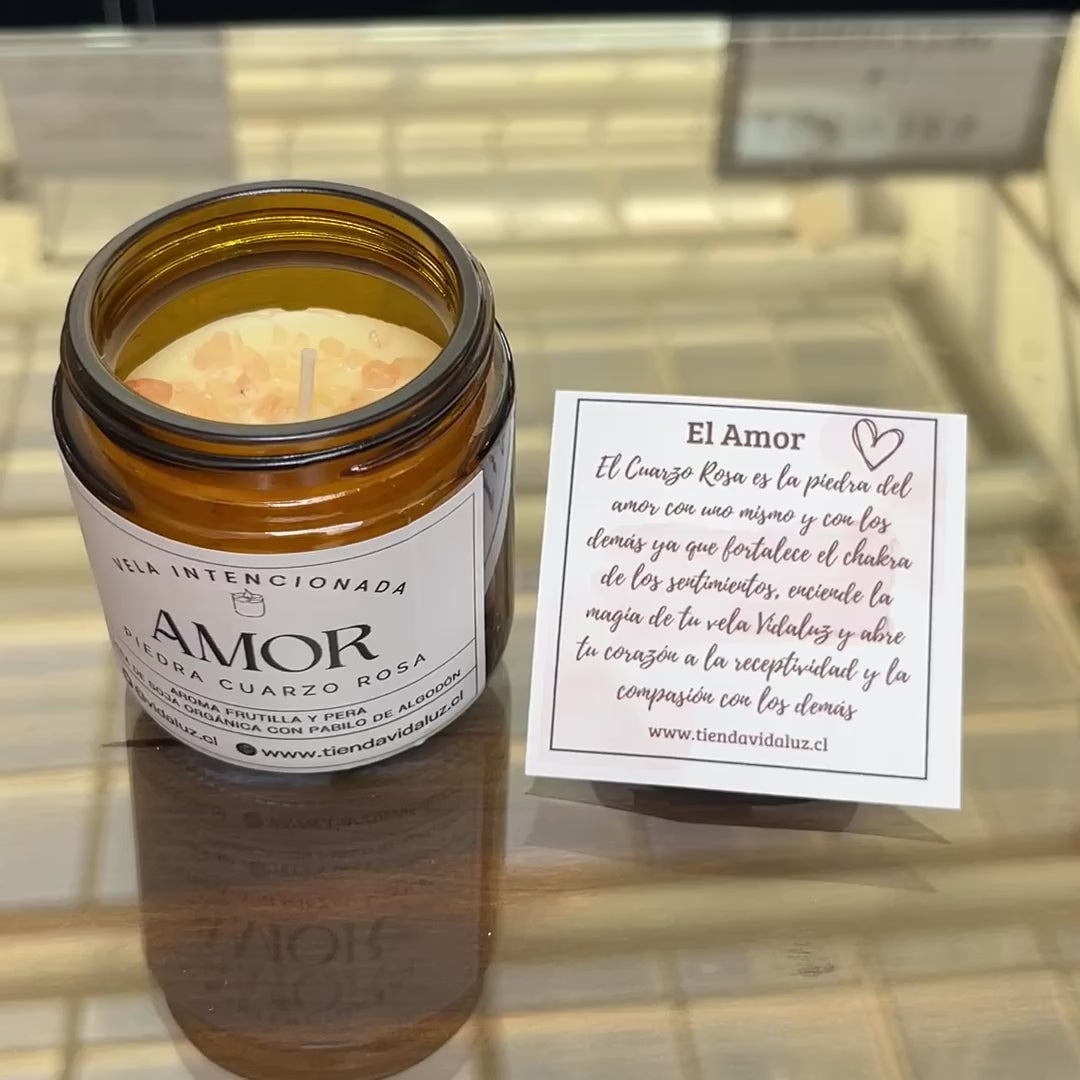 VELA INTENCIONADA
AMOR
PIEDRA CUARZO ROSA
AROMA FRUTILLA Y PERA
DE SOJA ORGÁNICA CON PABILO DE ALGODÓN
@vidaluz.cl www.tiendavidaluz.cl
El Amor
El Cuarzo Rosa es la piedra del
amor con uno mismo y con los
demás ya que fortalece el chakra
de los sentimientos, enciende la
magia de tu vela Vidaluz y abre
tu corazón a la receptividad y la
compasión con los demás
www.tiendavidaluz.cl